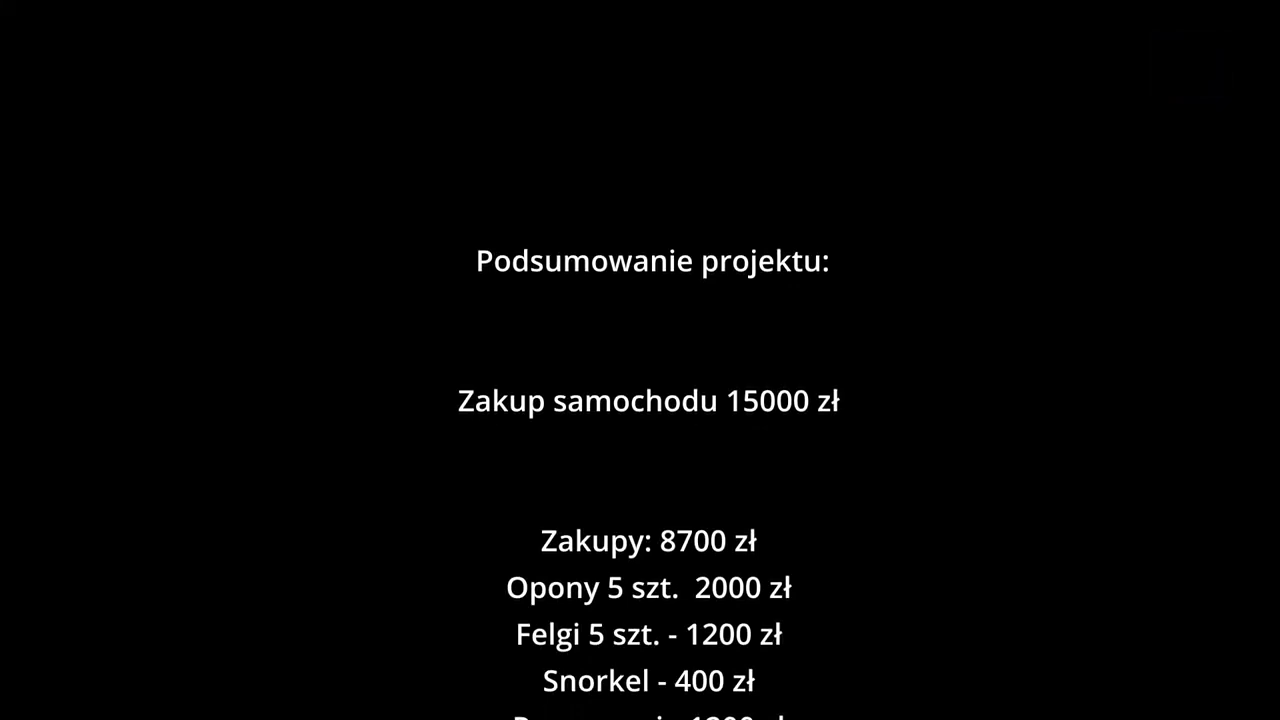 Podsumowanie projektu:
Zakup samochodu 15000 zł
Zakupy: 8700 zł
Opony 5 szt.  2000 zł
Felgi 5 szt. - 1200 zł
Snorkel - 400 zł